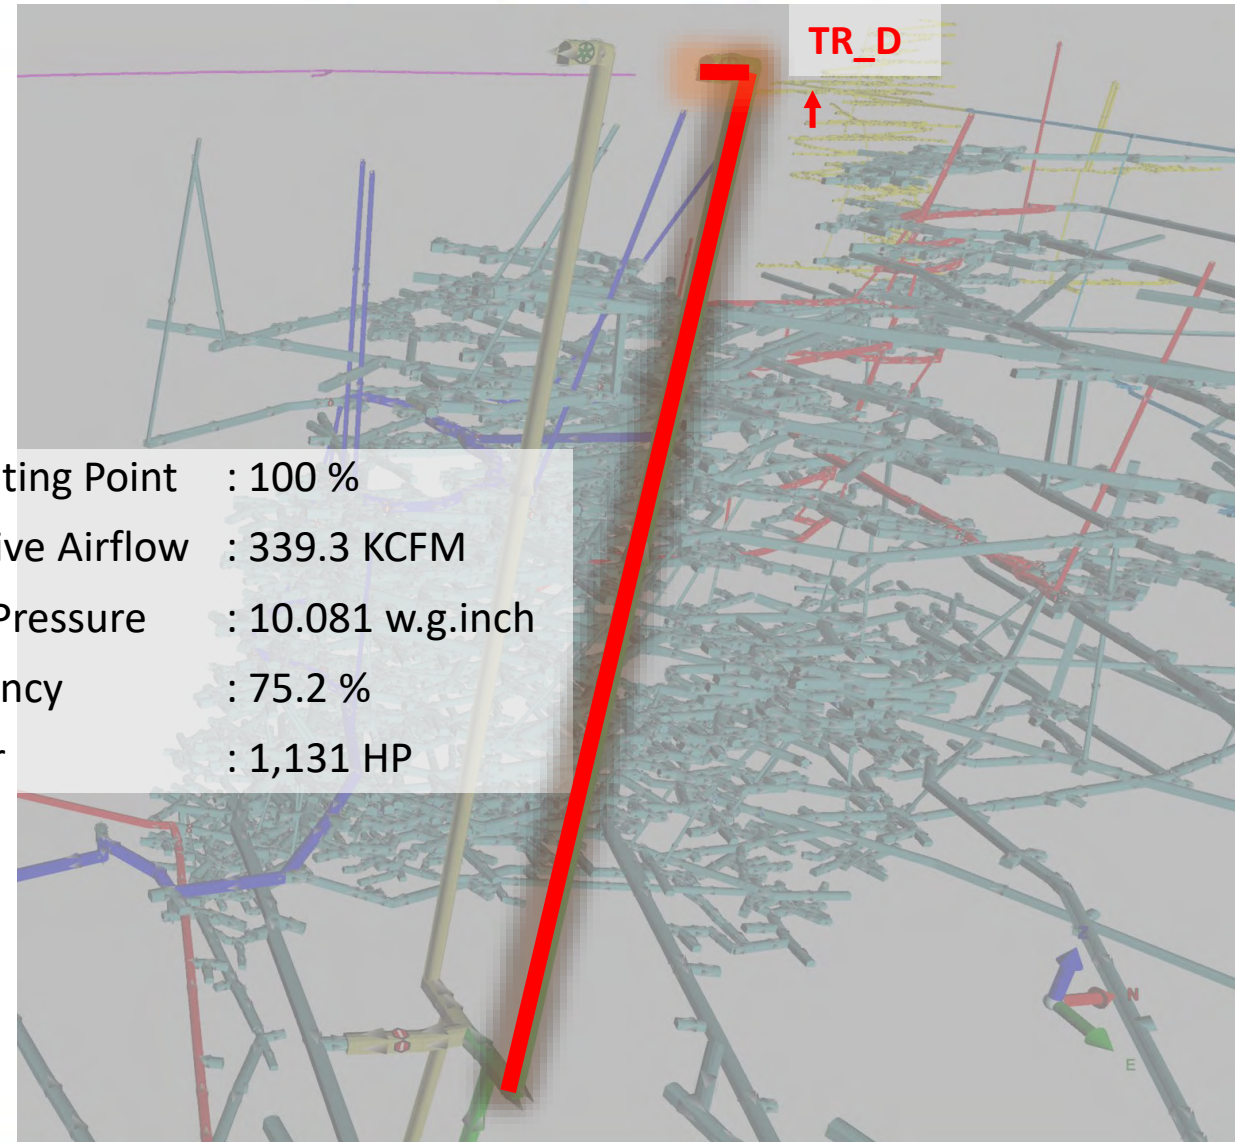 TR_D
ting Point : 100 %
ive Airflow : 339.3 KCFM
Pressure : 10.081 w.g.inch
ncy : 75.2 %
r : 1,131 HP
Z
N
E